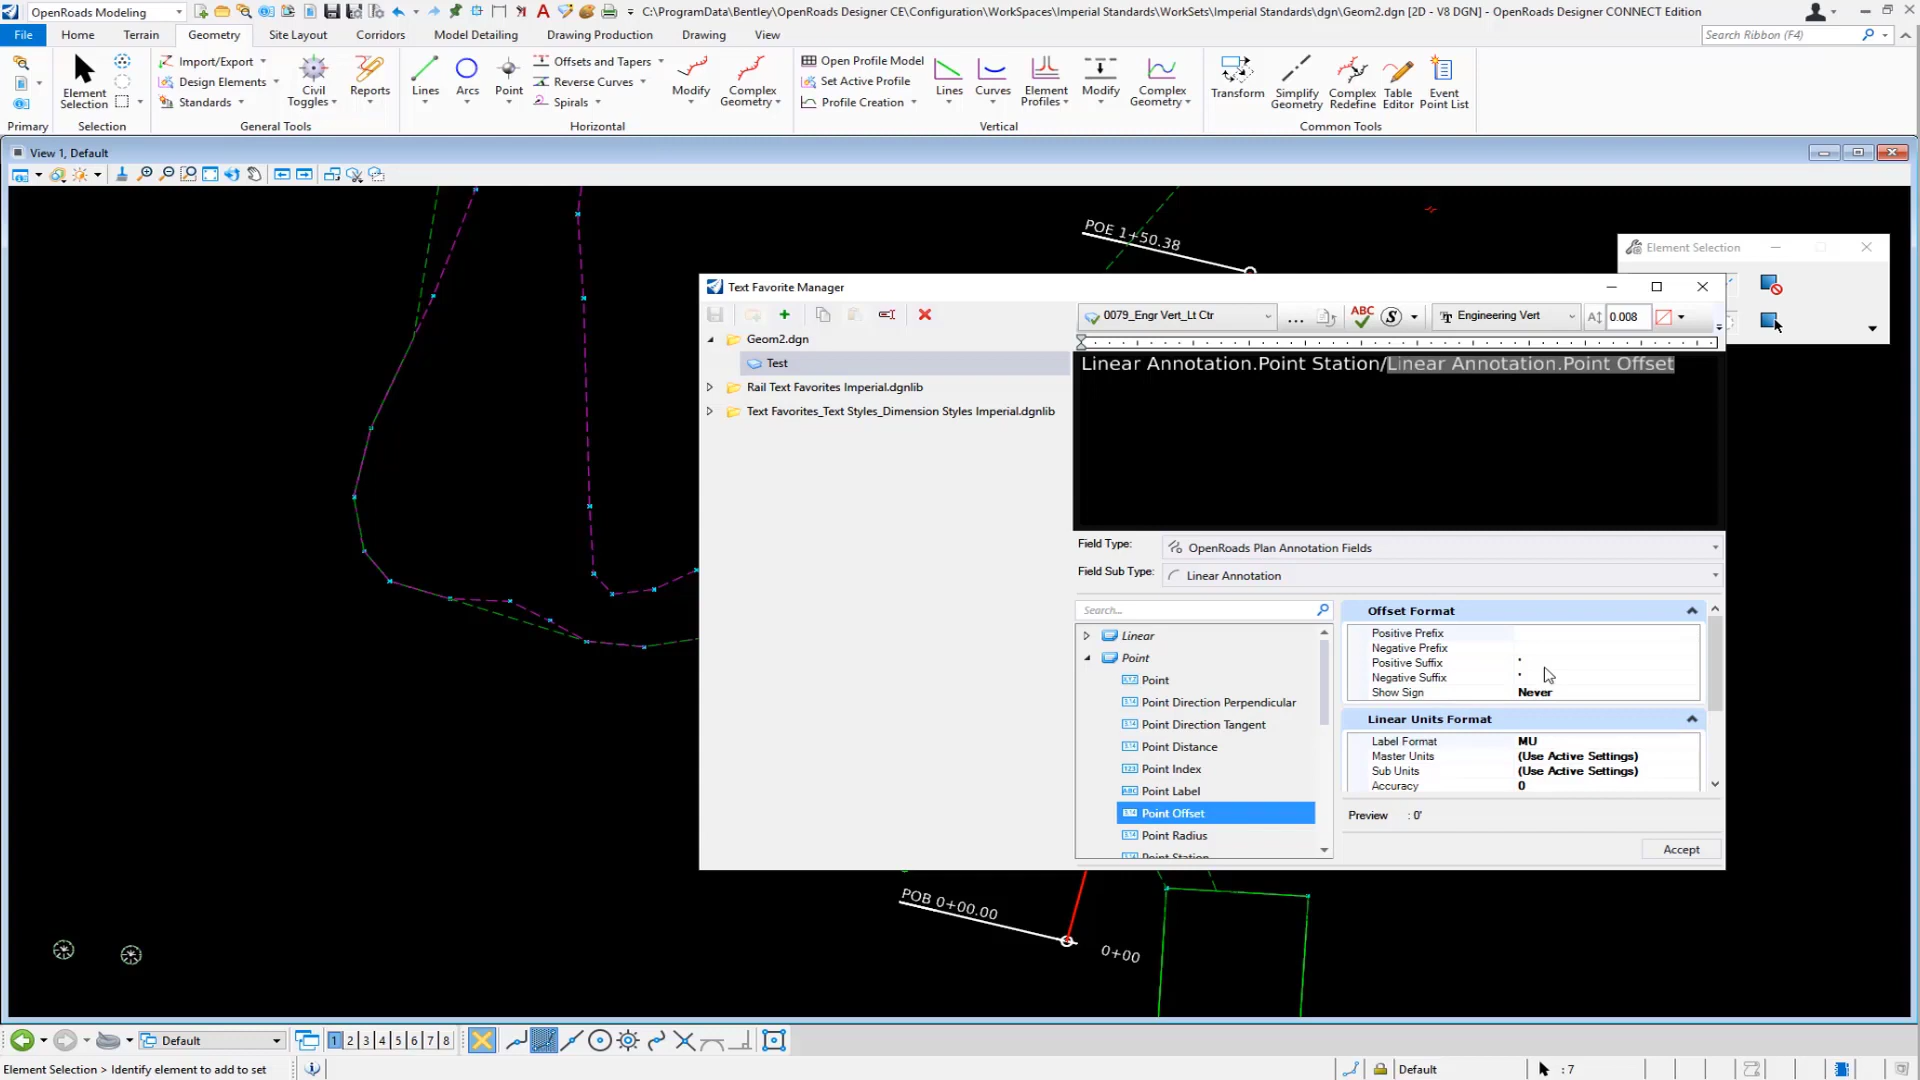 OpenRoads Modeling
C:\ProgramData\Bentley\OpenRoads Designer CE\Configuration\WorkSpaces\Imperial Standards\WorkSets\Imperial Standards\dgn\Geom2.dgn [2D - V8 DGN] - OpenRoads Designer CONNECT Edition
File Home Terrain Geometry Site Layout Corridors Model Detailing Drawing Production Drawing View
Search Ribbon (F4)
Element Selection
Import/Export
Design Elements
Standards
Civil Toggles
Reports
Lines
Arcs
Point
Offsets and Tapers
Reverse Curves
Spirals
Modify
Complex Geometry
Open Profile Model
Set Active Profile
Profile Creation
Lines
Curves
Element Profiles
Modify
Complex Geometry
Transform
Simplify Geometry
Complex Redefine
Table Editor
Event Point List
Primary Selection General Tools Horizontal Vertical Common Tools
View 1, Default
POE 1+50.38
Element Selection
Text Favorite Manager
0079_Engr Vert_Lt Ctr
...
ABC
S
Engineering Vert
0.008
Geom2.dgn
Test
Rail Text Favorites Imperial.dgnlib
Text Favorites_Text Styles_Dimension Styles Imperial.dgnlib
Linear Annotation.Point Station/Linear Annotation.Point Offset
Field Type: OpenRoads Plan Annotation Fields
Field Sub Type: Linear Annotation
Search...
Linear
Point
Point
Point Direction Perpendicular
Point Direction Tangent
Point Distance
Point Index
Point Label
Point Offset
Point Radius
Point Station
Offset Format
Positive Prefix
Negative Prefix
Positive Suffix '
Negative Suffix '
Show Sign Never
Linear Units Format
Label Format MU
Master Units (Use Active Settings)
Sub Units (Use Active Settings)
Accuracy 0
Preview : 0'
Accept
POB 0+00.00
0+00
Default
1 2 3 4 5 6 7 8
Element Selection > Identify element to add to set
Default
: 7